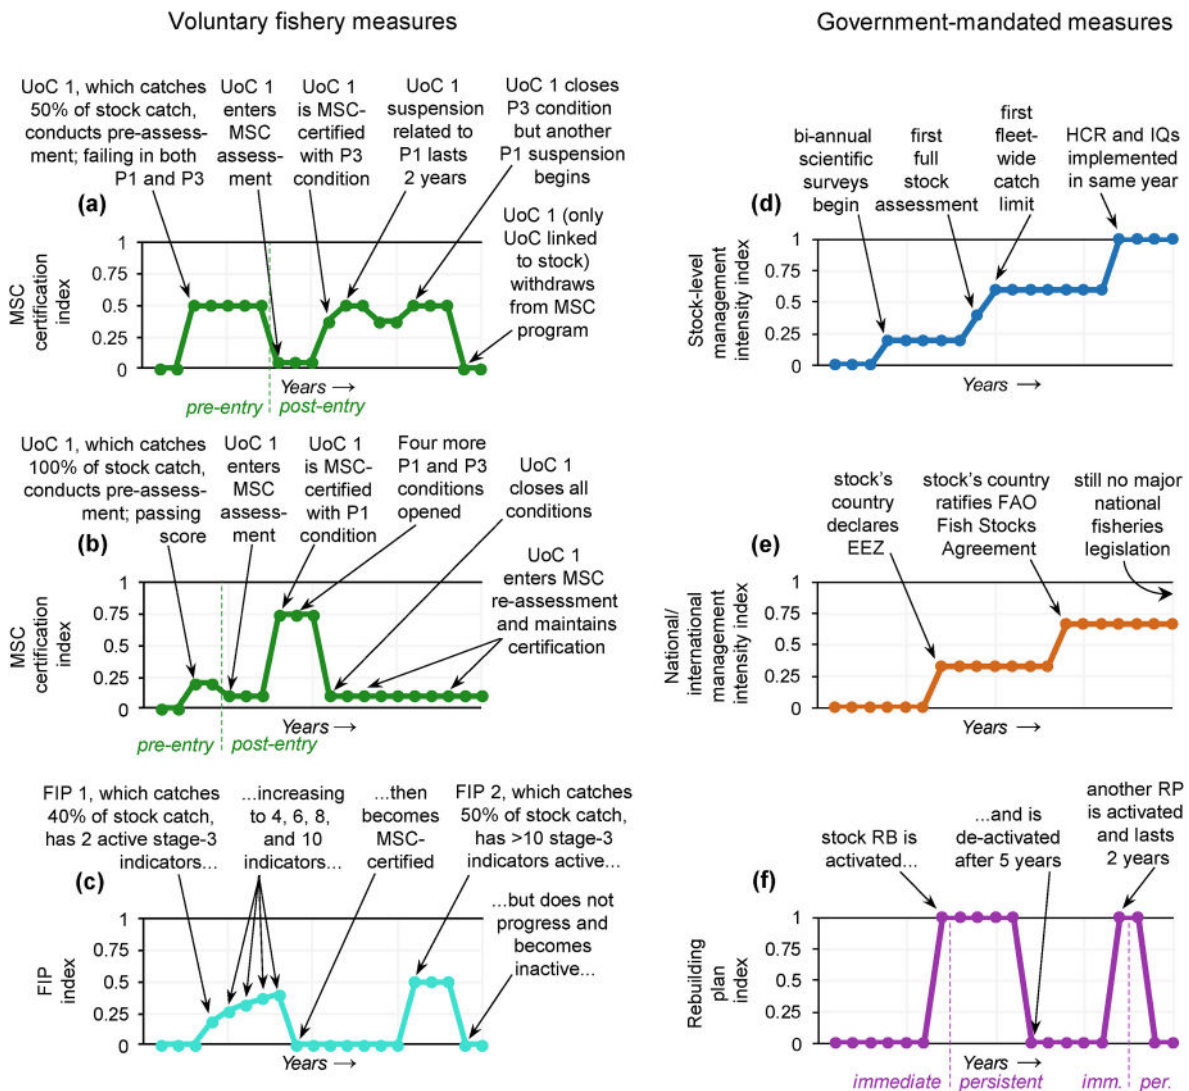 Voluntary fishery measures
Government-mandated measures
UoC 1, which catches
50% of stock catch,
conducts pre-assess-
ment; failing in both
P1 and P3
UoC 1
enters
MSC
assess-
ment
UoC 1
is MSC-
certified
with P3
condition
UoC 1
suspension
related to
P1 lasts
2 years
UoC 1 closes
P3 condition
but another
P1 suspension
begins
UoC 1 (only
UoC linked
to stock)
withdraws
from MSC
program
(a)
MSC
certification
index
1
0.75
0.5
0.25
0
Years →
pre-entry
post-entry
bi-annual
scientific
surveys
begin
first
full
stock
assessment
first
fleet-
wide
catch
limit
HCR and IQs
implemented
in same year
(d)
Stock-level
management
intensity index
1
0.75
0.5
0.25
0
Years →
UoC 1, which catches
100% of stock catch,
conducts pre-assess-
ment; passing
score
UoC 1
enters
MSC
assess-
ment
UoC 1
is MSC-
certified
with P1
condition
Four more
P1 and P3
conditions
opened
UoC 1
closes all
conditions
UoC 1
enters MSC
re-assessment
and maintains
certification
(b)
MSC
certification
index
1
0.75
0.5
0.25
0
Years →
pre-entry
post-entry
stock's
country
declares
EEZ
stock's country
ratifies FAO
Fish Stocks
Agreement
still no major
national
fisheries
legislation
(e)
National/
international
management
intensity index
1
0.75
0.5
0.25
0
Years →
FIP 1, which catches
40% of stock catch,
has 2 active stage-3
indicators...
...increasing
to 4, 6, 8,
and 10
indicators...
...then
becomes
MSC-
certified
FIP 2, which catches
50% of stock catch,
has >10 stage-3
indicators active...
...but does not
progress and
becomes
inactive...
(c)
FIP
index
1
0.75
0.5
0.25
0
Years →
stock RB is
activated...
...and is
de-activated
after 5 years
another RP
is activated
and lasts
2 years
(f)
Rebuilding
plan
index
1
0.75
0.5
0.25
0
Years →
immediate
persistent
imm.
per.